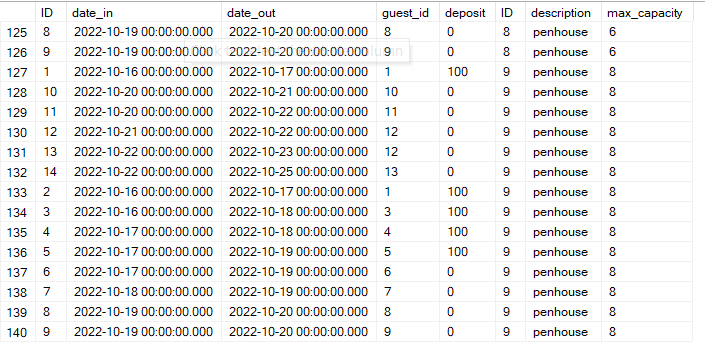 ID date_in date_out guest_id deposit ID description max_capacity
125 8 2022-10-19 00:00:00.000 2022-10-20 00:00:00.000 8 0 8 penhouse 6
126 9 2022-10-19 00:00:00.000 2022-10-20 00:00:00.000 9 0 8 penhouse 6
127 1 2022-10-16 00:00:00.000 2022-10-17 00:00:00.000 1 100 9 penhouse 8
128 10 2022-10-20 00:00:00.000 2022-10-21 00:00:00.000 10 0 9 penhouse 8
129 11 2022-10-20 00:00:00.000 2022-10-22 00:00:00.000 11 0 9 penhouse 8
130 12 2022-10-21 00:00:00.000 2022-10-22 00:00:00.000 12 0 9 penhouse 8
131 13 2022-10-22 00:00:00.000 2022-10-23 00:00:00.000 12 0 9 penhouse 8
132 14 2022-10-22 00:00:00.000 2022-10-25 00:00:00.000 13 0 9 penhouse 8
133 2 2022-10-16 00:00:00.000 2022-10-17 00:00:00.000 1 100 9 penhouse 8
134 3 2022-10-16 00:00:00.000 2022-10-18 00:00:00.000 3 100 9 penhouse 8
135 4 2022-10-17 00:00:00.000 2022-10-18 00:00:00.000 4 100 9 penhouse 8
136 5 2022-10-17 00:00:00.000 2022-10-19 00:00:00.000 5 100 9 penhouse 8
137 6 2022-10-17 00:00:00.000 2022-10-19 00:00:00.000 6 0 9 penhouse 8
138 7 2022-10-18 00:00:00.000 2022-10-19 00:00:00.000 7 0 9 penhouse 8
139 8 2022-10-19 00:00:00.000 2022-10-20 00:00:00.000 8 0 9 penhouse 8
140 9 2022-10-19 00:00:00.000 2022-10-20 00:00:00.000 9 0 9 penhouse 8